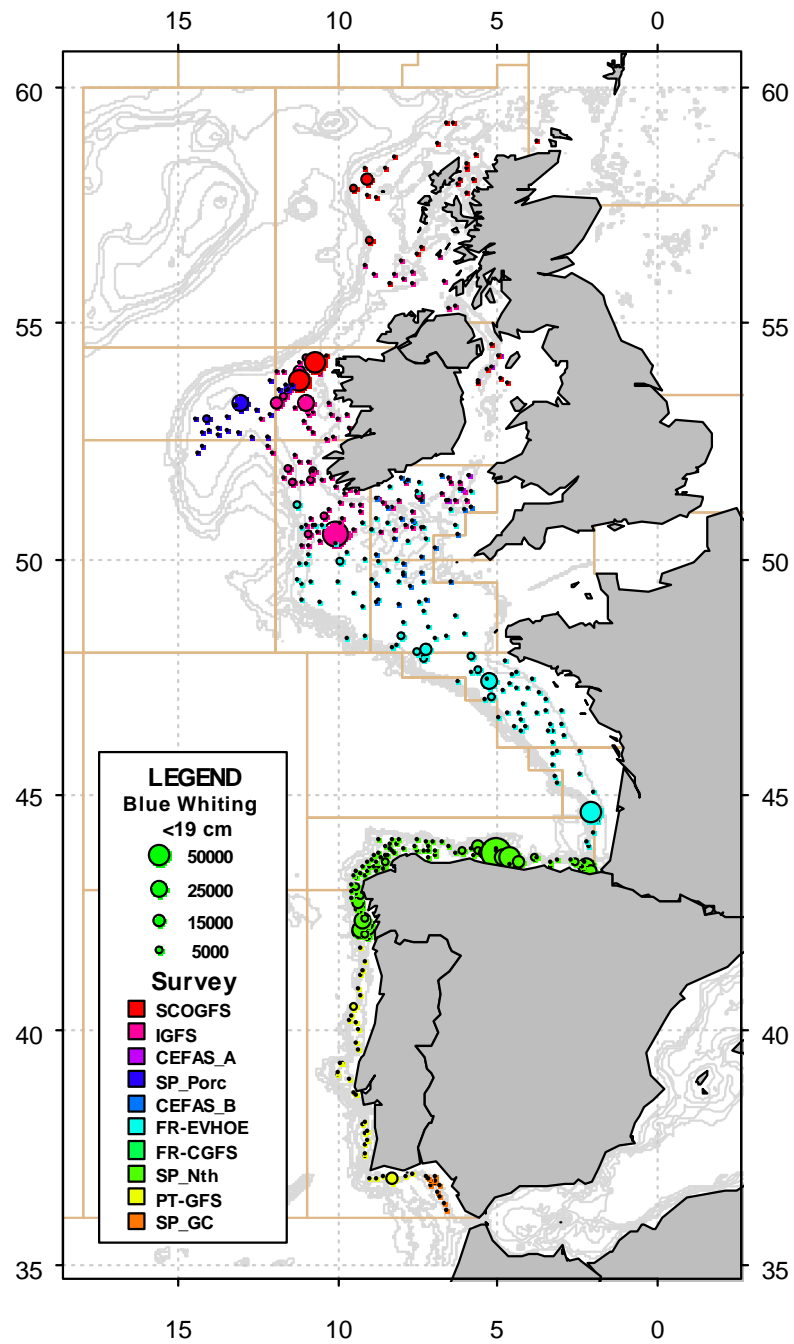 15 10 5 0
60 60
55 55
50 50
45 45
40 40
35 35
LEGEND
Blue Whiting
<19 cm
50000
25000
15000
5000
Survey
SCOGFS
IGFS
CEFAS_A
SP_Porc
CEFAS_B
FR-EVHOE
FR-CGFS
SP_Nth
PT-GFS
SP_GC
15 10 5 0